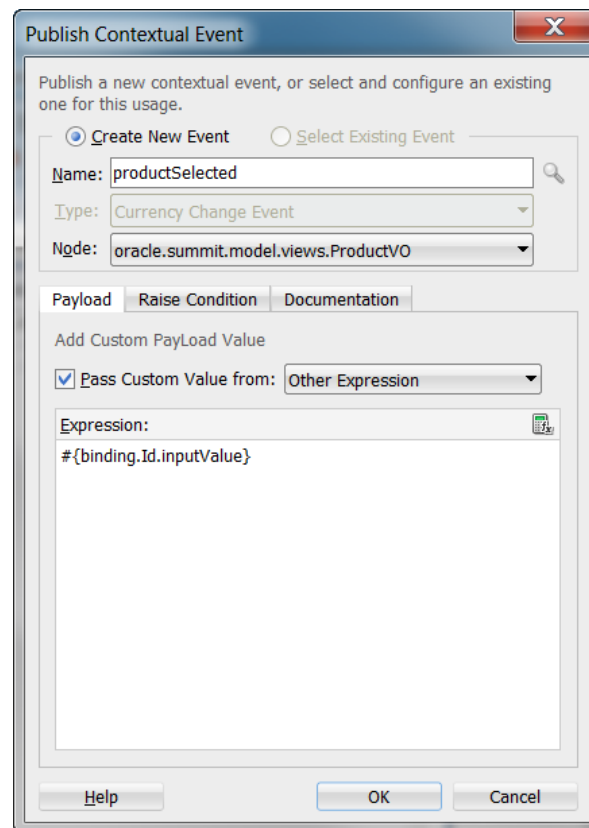 Publish Contextual Event
Publish a new contextual event, or select and configure an existing
one for this usage.
Create New Event
Select Existing Event
Name: productSelected
Type: Currency Change Event
Node: oracle.summit.model.views.ProductVO
Payload Raise Condition Documentation
Add Custom PayLoad Value
Pass Custom Value from: Other Expression
Expression:
#{binding.Id.inputValue}
Help OK Cancel